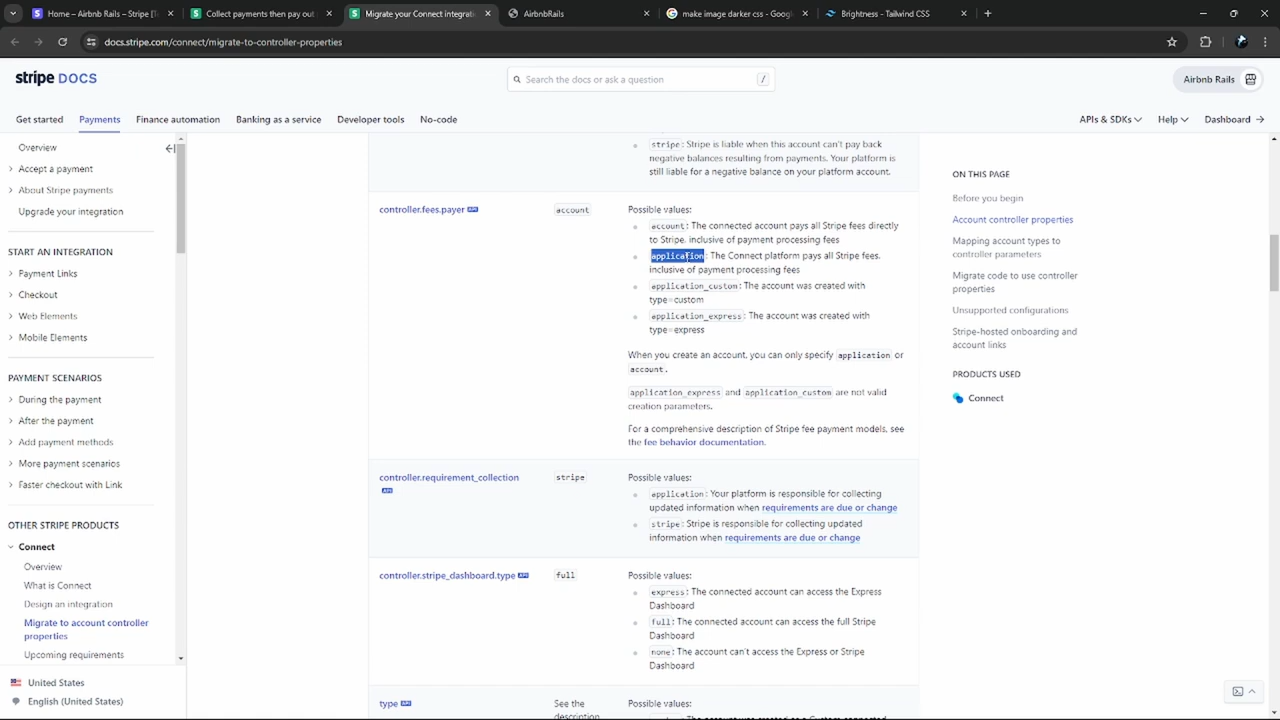 Home – Stripe [Te
Collect payments then pay out
Migrate your Connect integrati
AirbnbRails
make image darker css - Googl
Brightness - Tailwind CSS
docs.stripe.com/connect/migrate-to-controller-properties
stripe DOCS
Search the docs or ask a question
/
Airbnb Rails
Get started
Payments
Finance automation
Banking as a service
Developer tools
No-code
APIs & SDKs
Help
Dashboard
Overview
Accept a payment
About Stripe payments
Upgrade your integration
START AN INTEGRATION
Payment Links
Checkout
Web Elements
Mobile Elements
PAYMENT SCENARIOS
During the payment
After the payment
Add payment methods
More payment scenarios
Faster checkout with Link
OTHER STRIPE PRODUCTS
Connect
Overview
What is Connect
Design an integration
Migrate to account controller
properties
Upcoming requirements
United States
English (United States)
stripe: Stripe is liable when this account can't pay back
negative balances resulting from payments. Your platform is
still liable for a negative balance on your platform account.
controller.fees.payer API
account
Possible values:
account: The connected account pays all Stripe fees directly
to Stripe, inclusive of payment processing fees
application: The Connect platform pays all Stripe fees,
inclusive of payment processing fees
application_custom: The account was created with
type=custom
application_express: The account was created with
type=express
When you create an account, you can only specify application or
account.
application_express and application_custom are not valid
creation parameters.
For a comprehensive description of Stripe fee payment models, see
the fee behavior documentation.
controller.requirement_collection
API
stripe
Possible values:
application: Your platform is responsible for collecting
updated information when requirements are due or change
stripe: Stripe is responsible for collecting updated
information when requirements are due or change
controller.stripe_dashboard.type API
full
Possible values:
express: The connected account can access the Express
Dashboard
full: The connected account can access the full Stripe
Dashboard
none: The account can't access the Express or Stripe
Dashboard
type API
See the
description
Possible values:
ON THIS PAGE
Before you begin
Account controller properties
Mapping account types to
controller parameters
Migrate code to use controller
properties
Unsupported configurations
Stripe-hosted onboarding and
account links
PRODUCTS USED
Connect